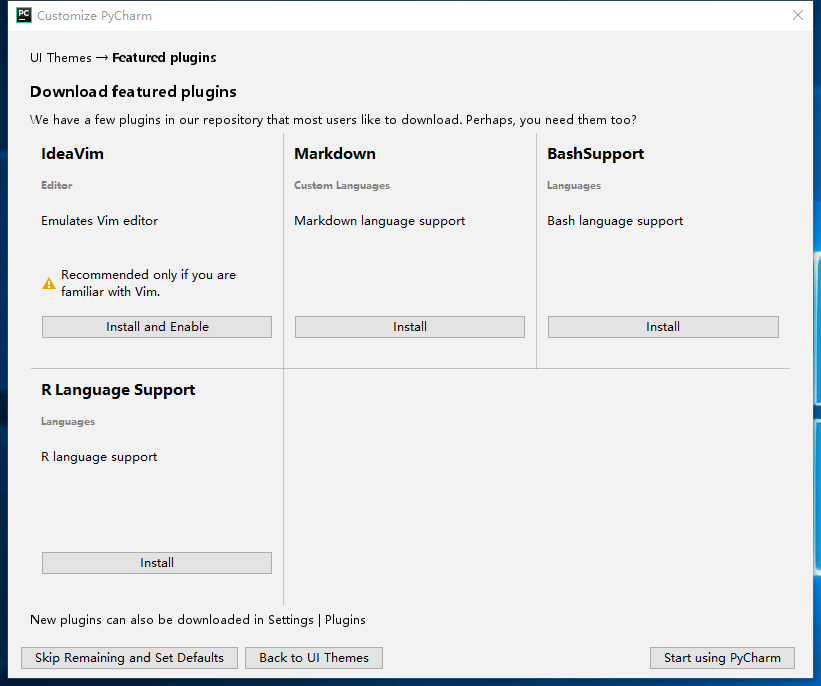 PC Customize PyCharm
UI Themes → Featured plugins
Download featured plugins
We have a few plugins in our repository that most users like to download. Perhaps, you need them too?
IdeaVim
Editor
Emulates Vim editor
Recommended only if you are
familiar with Vim.
Install and Enable
Markdown
Custom Languages
Markdown language support
Install
BashSupport
Languages
Bash language support
Install
R Language Support
Languages
R language support
Install
New plugins can also be downloaded in Settings | Plugins
Skip Remaining and Set Defaults
Back to UI Themes
Start using PyCharm